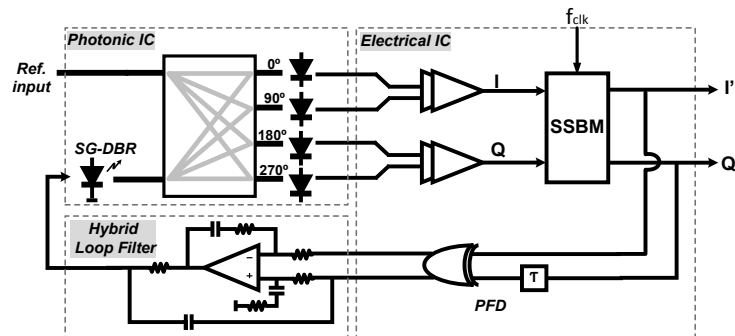 f_clk
Photonic IC
Electrical IC
Ref. input
0º
90º
180º
270º
SG-DBR
I
Q
SSBM
I'
Q
Hybrid
Loop Filter
−
+
τ
PFD